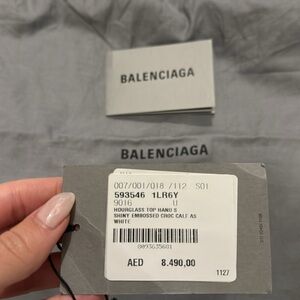 BALENCIAGA
BALENCIAGA
007/001/018 /112 S01
593546 1LR6Y
9016 U
HOURGLASS TOP HAND S
SHINY EMBOSSED CROC CALF AS
WHITE
AED 8.490,00
1127